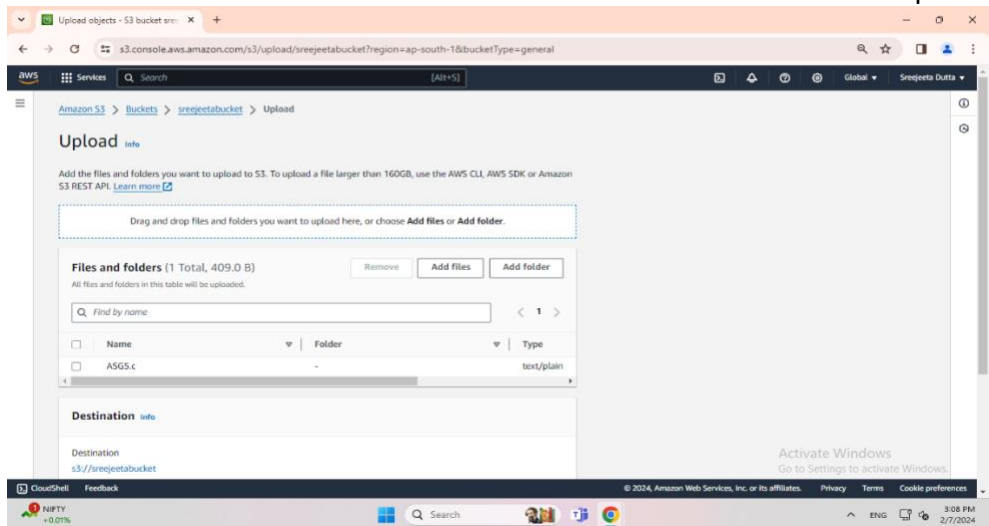 Upload objects - S3 bucket sree
s3.console.aws.amazon.com/s3/upload/sreejeetabucket?region=ap-south-1&bucketType=general
aws Services Search [Alt+S] Global Sreejeeta Dutta
Amazon S3 > Buckets > sreejeetabucket > Upload
Upload Info
Add the files and folders you want to upload to S3. To upload a file larger than 160GB, use the AWS CLI, AWS SDK or Amazon
S3 REST API. Learn more
Drag and drop files and folders you want to upload here, or choose Add files or Add folder.
Files and folders (1 Total, 409.0 B) Remove Add files Add folder
All files and folders in this table will be uploaded.
Find by name < 1 >
Name Folder Type
ASG5.c - text/plain
Destination Info
Destination
s3://sreejeetabucket
Activate Windows
Go to Settings to activate Windows.
CloudShell Feedback © 2024, Amazon Web Services, Inc. or its affiliates. Privacy Terms Cookie preferences
NIFTY Search ENG 3:08 PM
+0.01% 2/7/2024